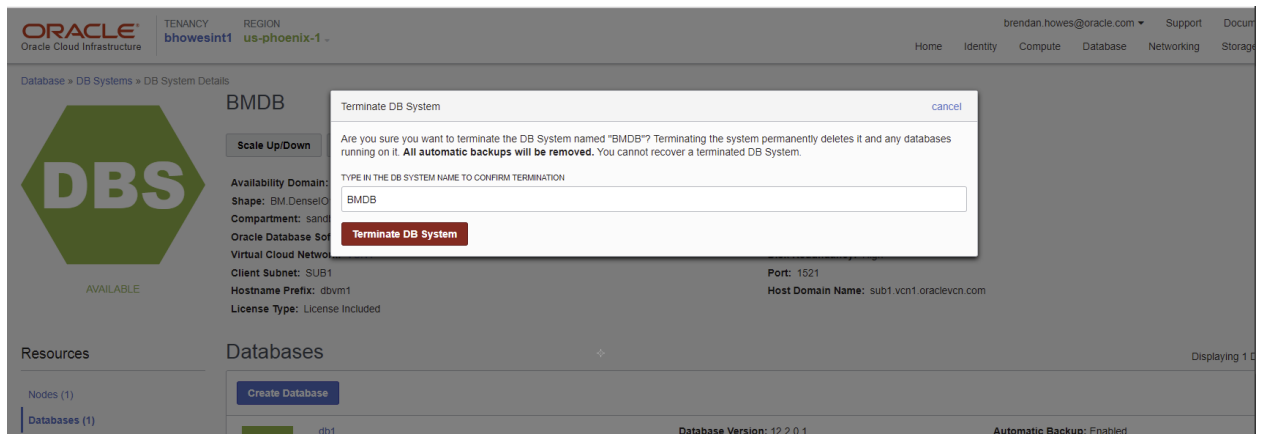 ORACLE®
Oracle Cloud Infrastructure
TENANCY
bhowesint1
REGION
us-phoenix-1
brendan.howes@oracle.com
Support
Home Identity Compute Database Networking Storage
Database » DB Systems » DB System Details
DBS
AVAILABLE
BMDB
Scale Up/Down
Terminate DB System
cancel
Are you sure you want to terminate the DB System named "BMDB"? Terminating the system permanently deletes it and any databases
running on it. All automatic backups will be removed. You cannot recover a terminated DB System.
TYPE IN THE DB SYSTEM NAME TO CONFIRM TERMINATION
BMDB
Terminate DB System
Availability Domain:
Shape: BM.DenseIO
Compartment:
Oracle Database
Virtual Cloud
Client Subnet: SUB1
Hostname Prefix: dbvm1
License Type: License Included
Port: 1521
Host Domain Name: sub1.vcn1.oraclevcn.com
Resources
Nodes (1)
Databases (1)
Databases
Displaying 1
Create Database
db1
Database Version: 12.2.0.1
Automatic Backup: Enabled